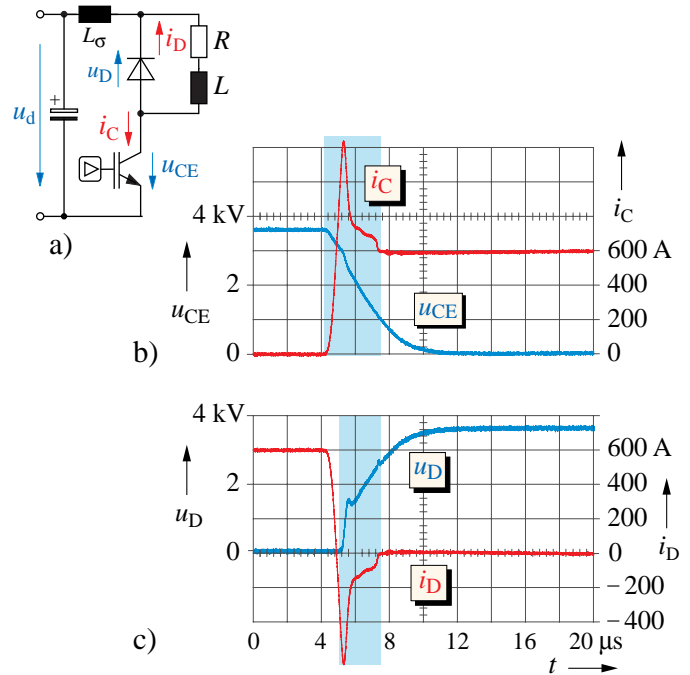 L_σ
i_D
R
u_D
L
+
u_d
i_C
u_CE
a)
i_C
i_C
4 kV
600 A
400
2
u_CE
200
u_CE
b)
0
0
4 kV
600 A
u_D
400
2
u_D
200
0
0
i_D
i_D
−200
c)
−400
0
4
8
12
16
20 μs
t